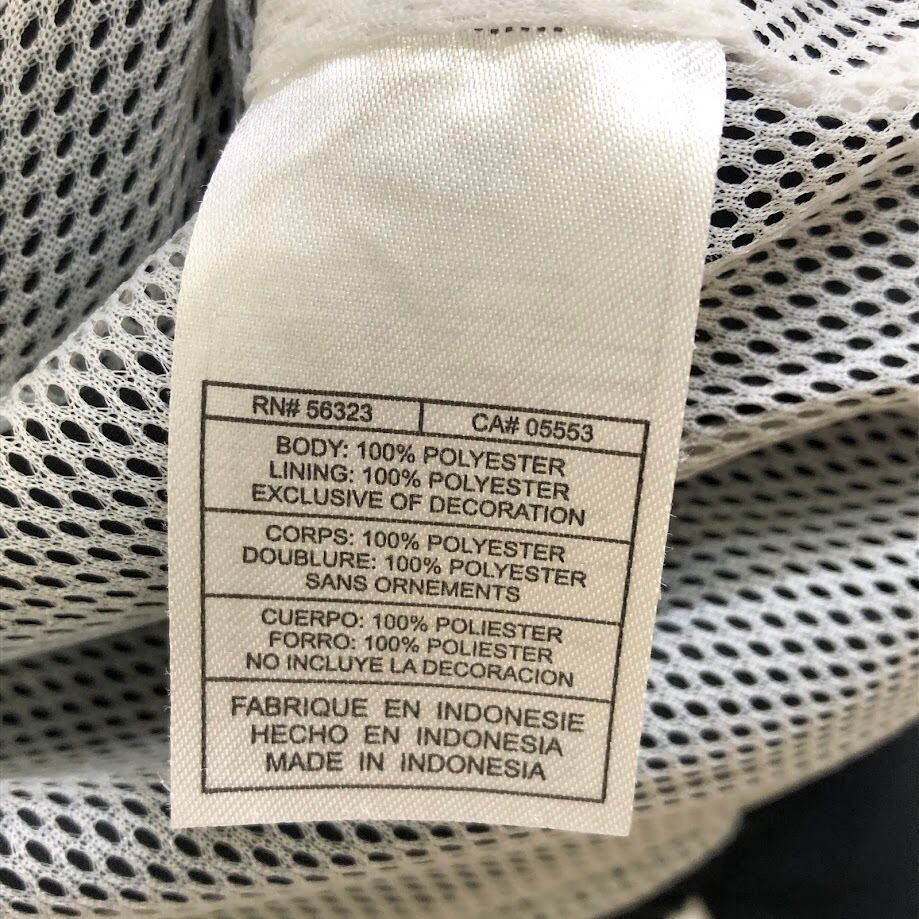 RN# 56323 CA# 05553
BODY: 100% POLYESTER
LINING: 100% POLYESTER
EXCLUSIVE OF DECORATION
CORPS: 100% POLYESTER
DOUBLURE: 100% POLYESTER
SANS ORNEMENTS
CUERPO: 100% POLIESTER
FORRO: 100% POLIESTER
NO INCLUYE LA DECORACION
FABRIQUE EN INDONESIE
HECHO EN INDONESIA
MADE IN INDONESIA